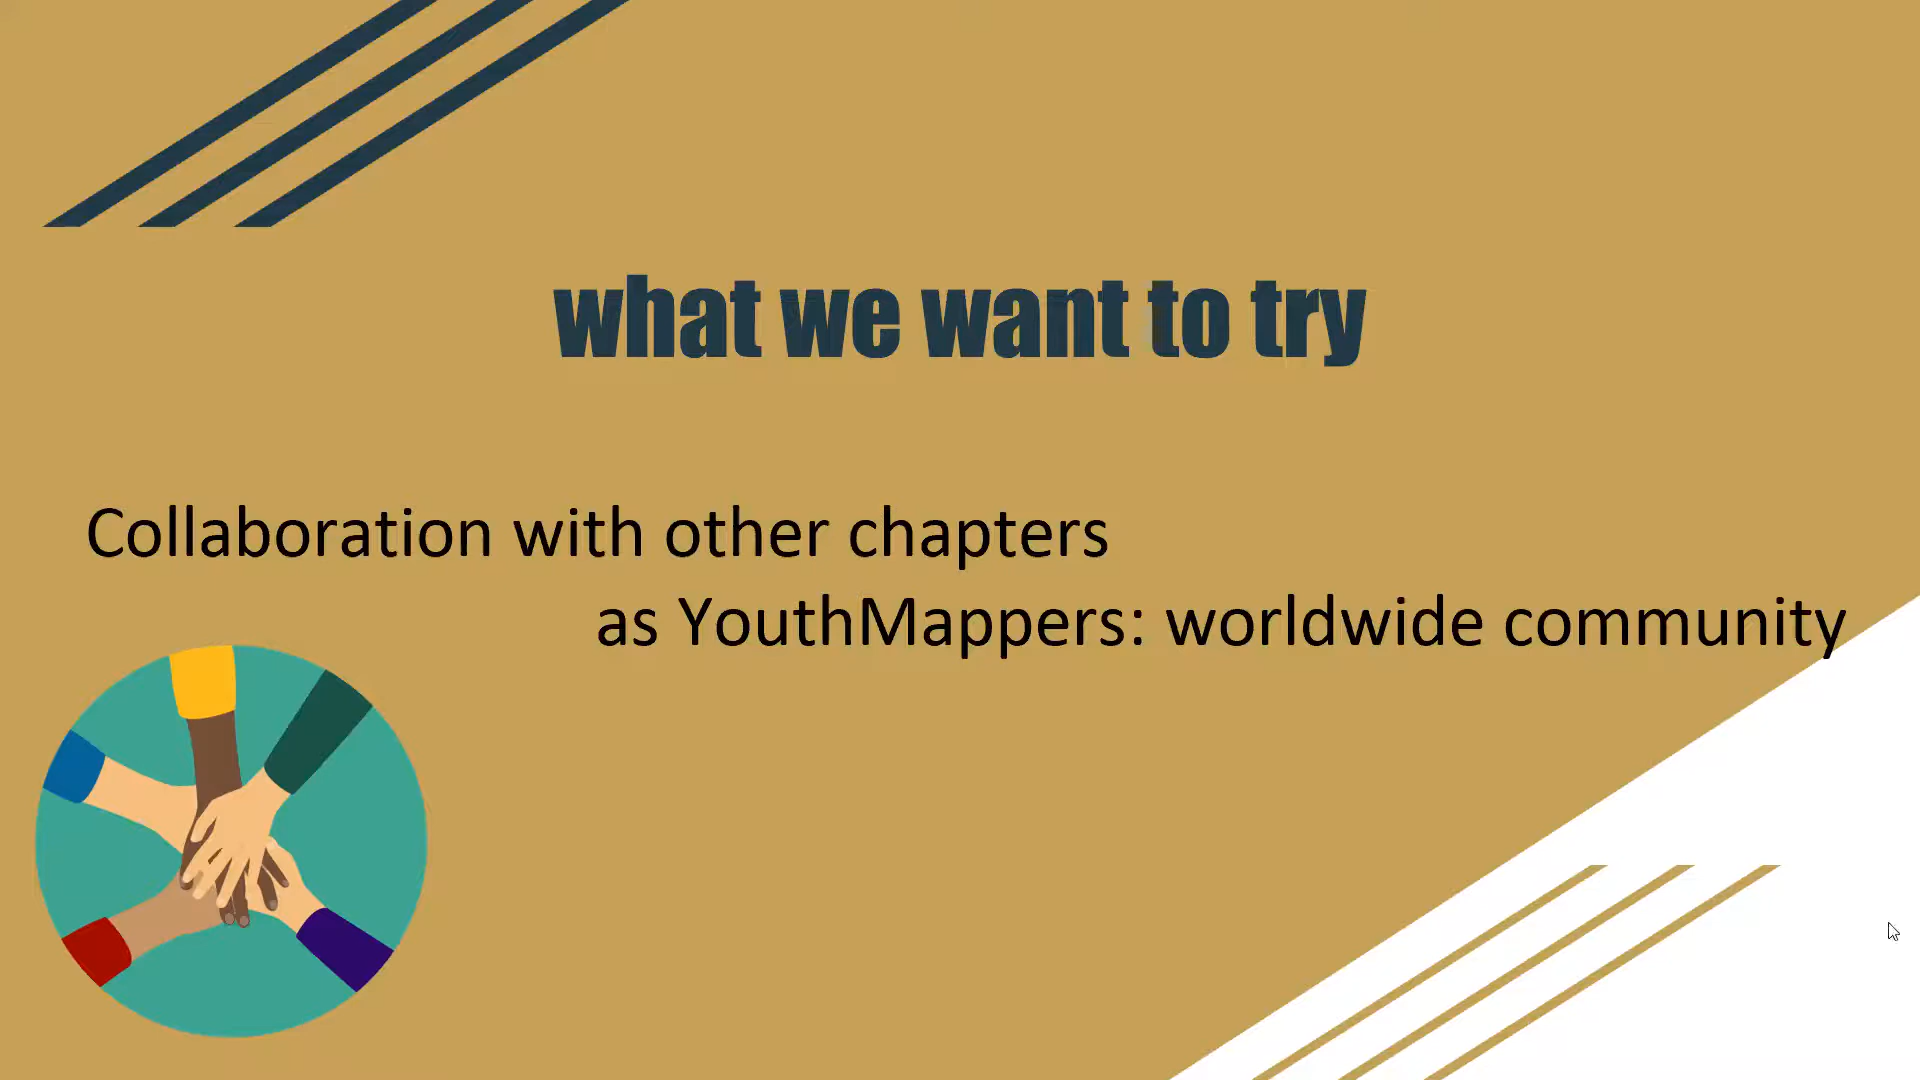 what we want to try
Collaboration with other chapters
as YouthMappers: worldwide community